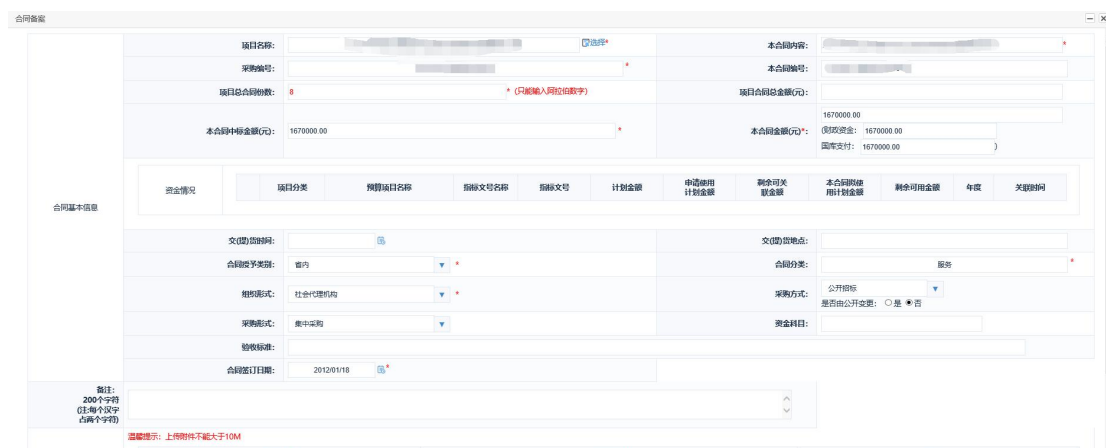 合同备案
项目名称: 选择* 本合同内容: *
采购编号: * 本合同编号:
项目总合同份数: 8 * (只能输入阿拉伯数字) 项目合同总金额(元):
本合同中标金额(元): 1670000.00 * 本合同金额(元)*: 1670000.00
(财政资金: 1670000.00
国库支付: 1670000.00 )
合同基本信息
资金情况 项目分类 预算项目名称 指标文号名称 指标文号 计划金额 申请使用计划金额 剩余可关联金额 本合同拟使用计划金额 剩余可用金额 年度 关联时间
交(提)货时间: 交(提)货地点:
合同授予类别: 省内 * 合同分类: 服务 *
组织形式: 社会代理机构 * 采购方式: 公开招标
是否由公开变更: 是 否
采购形式: 集中采购 资金科目:
验收标准:
合同签订日期: 2012/01/18 *
备注:
200个字符
(注:每个汉字
占两个字符)
温馨提示: 上传附件不能大于10M